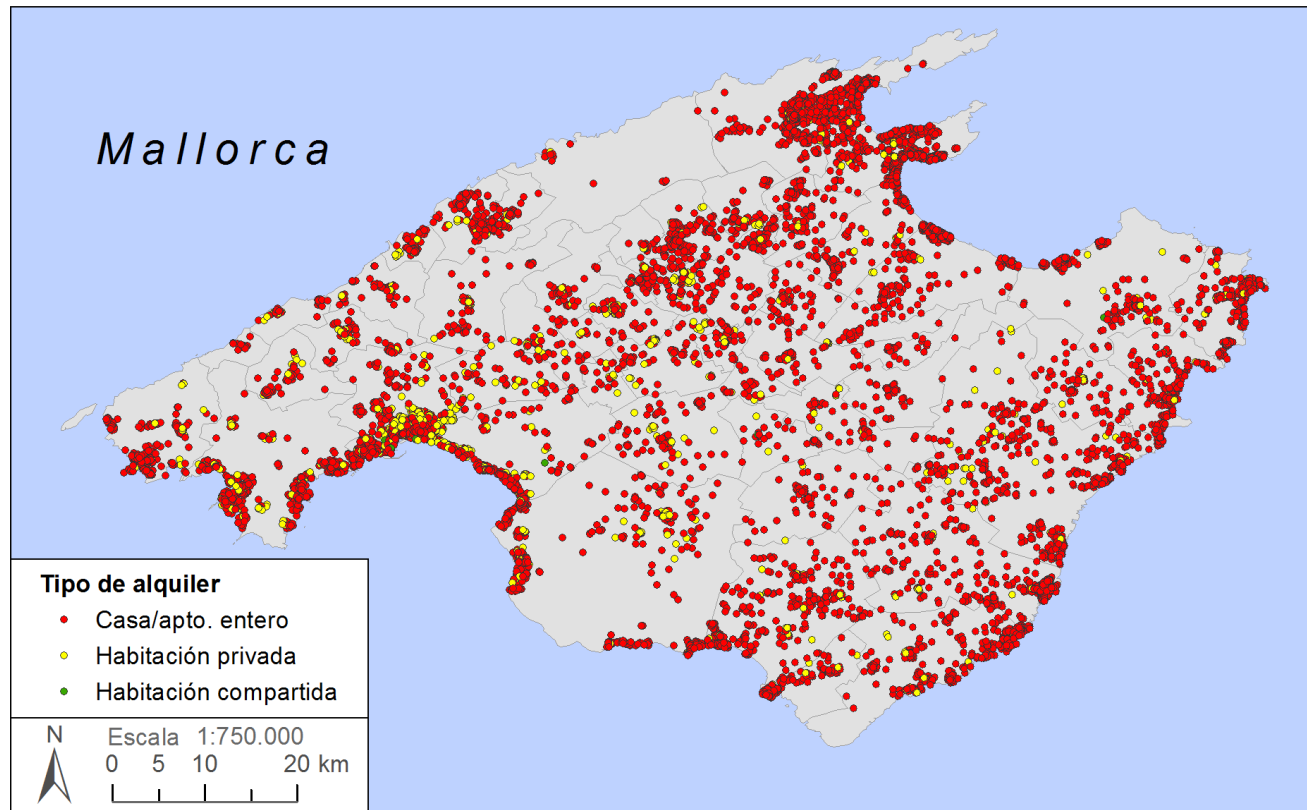 Mallorca
Tipo de alquiler
Casa/apto. entero
Habitación privada
Habitación compartida
N
Escala 1:750.000
0 5 10 20 km